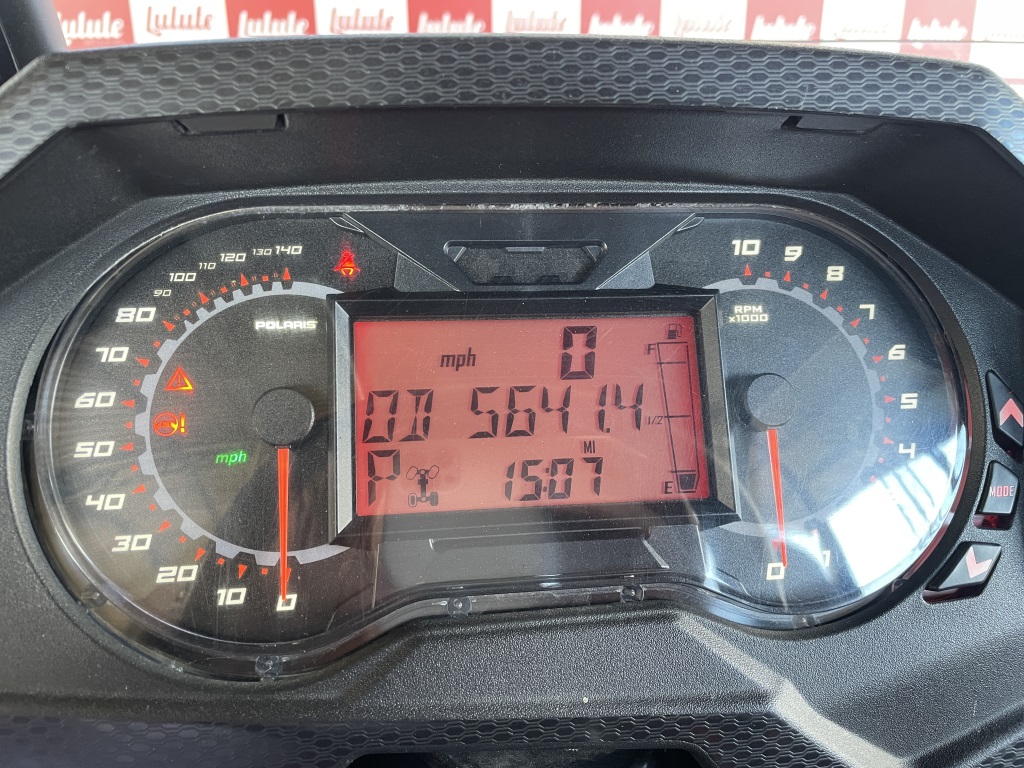 Lulule Lulule Lulule Lulule Lulule Lulule
80 90 100 110 120 130 140
70
60
50
40
30
20
10
0
POLARIS
mph
mph 0
F
OD 5641.4
1/2
MI
P 15:07
E
10 9 8 7 6 5 4
RPM
x1000
1
0
MODE